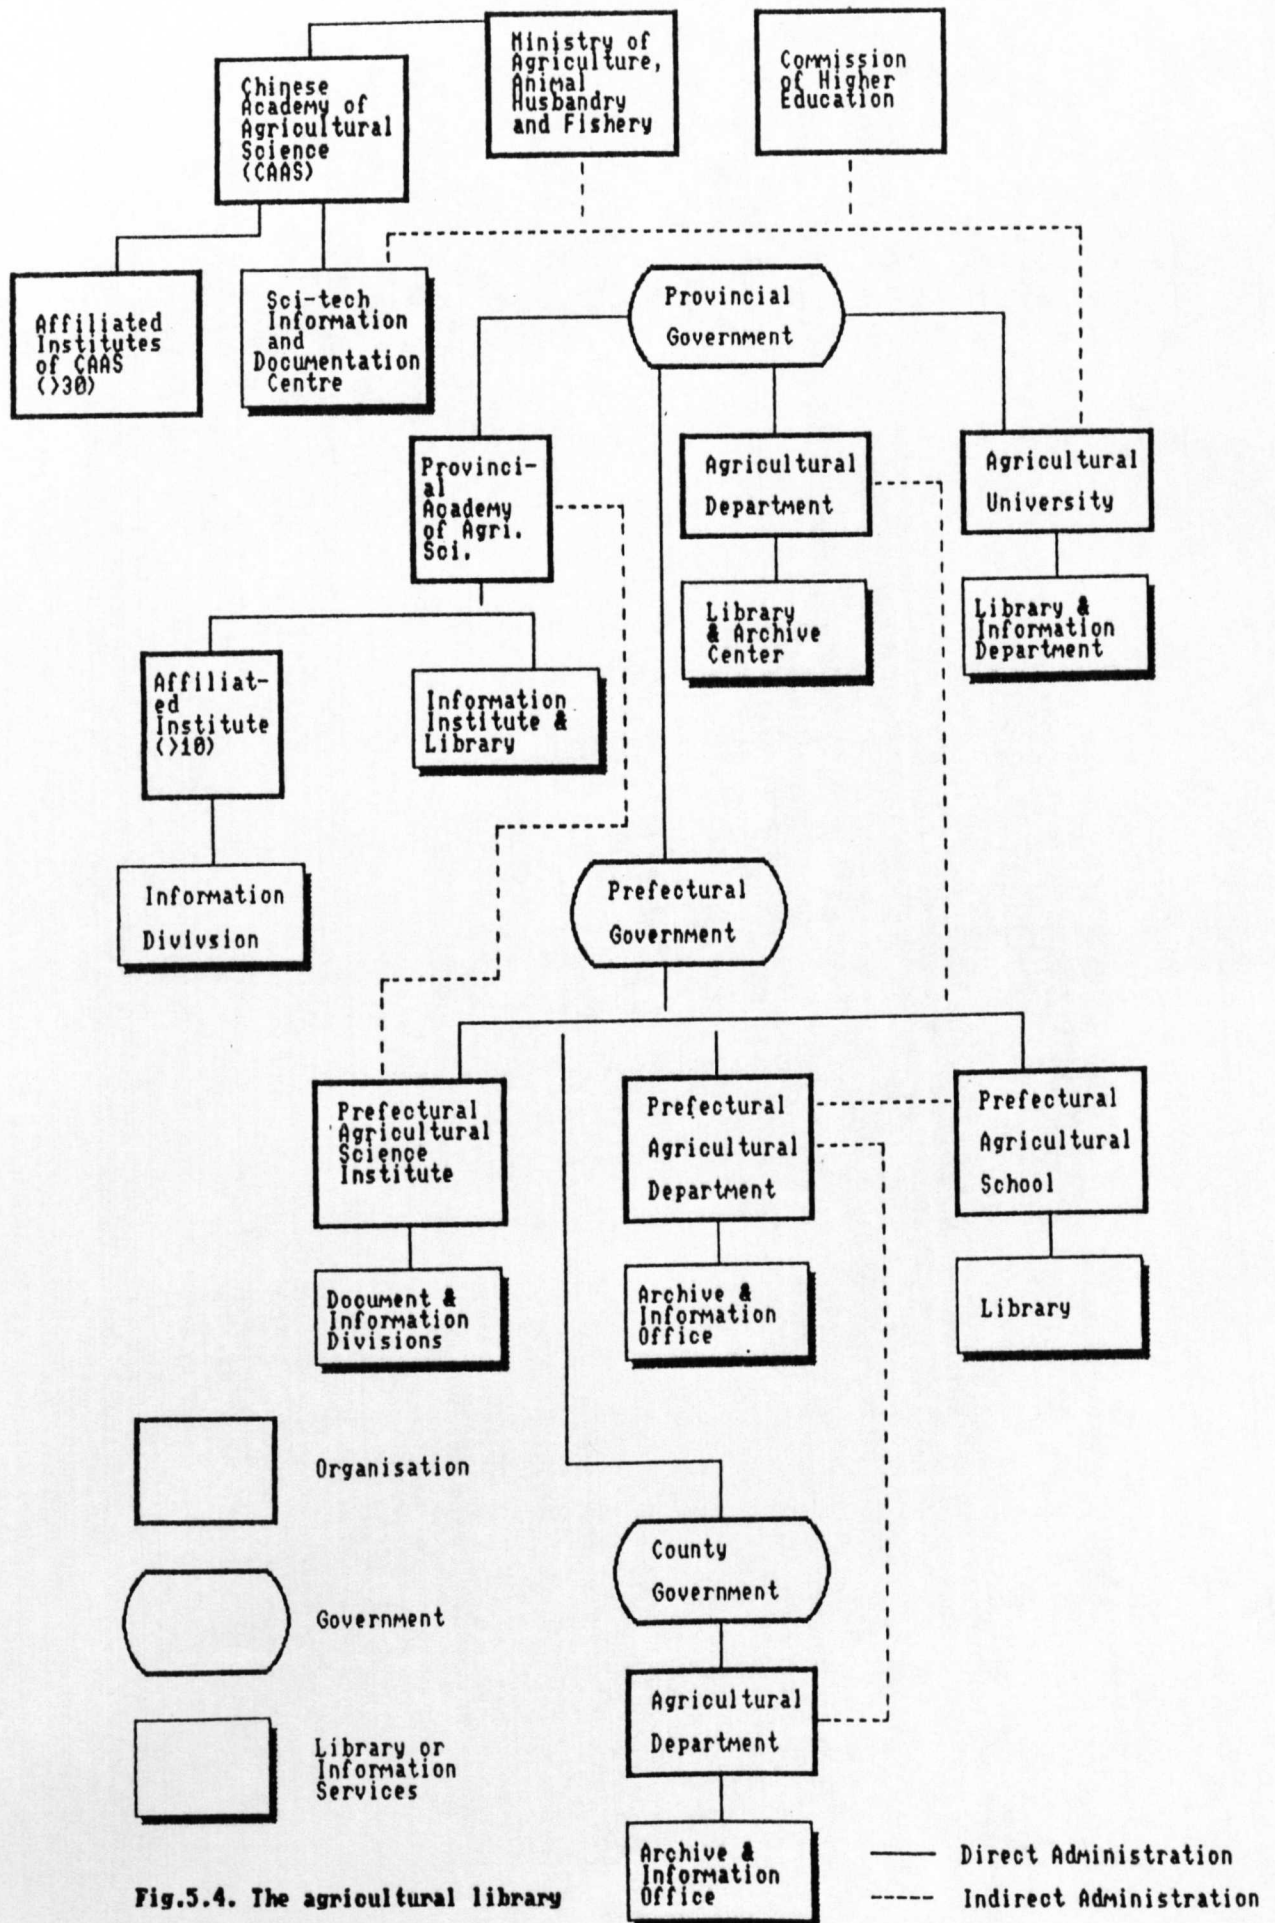 Ministry of
Agriculture,
Animal
Husbandry
and Fishery
Commission
of Higher
Education
Chinese
Academy of
Agricultural
Science
(CAAS)
Affiliated
Institutes
of CAAS
(>30)
Sci-tech
Information
and
Documentation
Centre
Provincial
Government
Provinci-
al
Academy
of Agri.
Sci.
Agricultural
Department
Agricultural
University
Library
& Archive
Center
Library &
Information
Department
Affiliat-
ed
Institute
(>10)
Information
Institute &
Library
Information
Divivsion
Prefectural
Government
Prefectural
Agricultural
Science
Institute
Prefectural
Agricultural
Department
Prefectural
Agricultural
School
Document &
Information
Divisions
Archive &
Information
Office
Library
Organisation
County
Government
Government
Agricultural
Department
Library or
Information
Services
Archive &
Information
Office
Direct Administration
Indirect Administration
Fig.5.4. The agricultural library